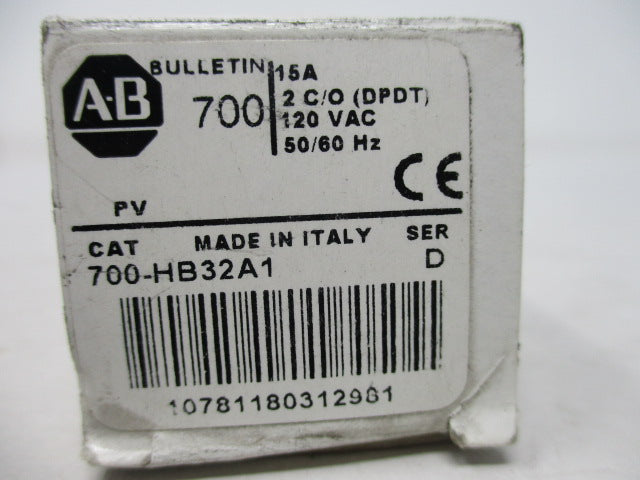 A-B
BULLETIN
700
15A
2 C/O (DPDT)
120 VAC
50/60 Hz
CE
PV
CAT MADE IN ITALY SER
700-HB32A1 D
10781180312981